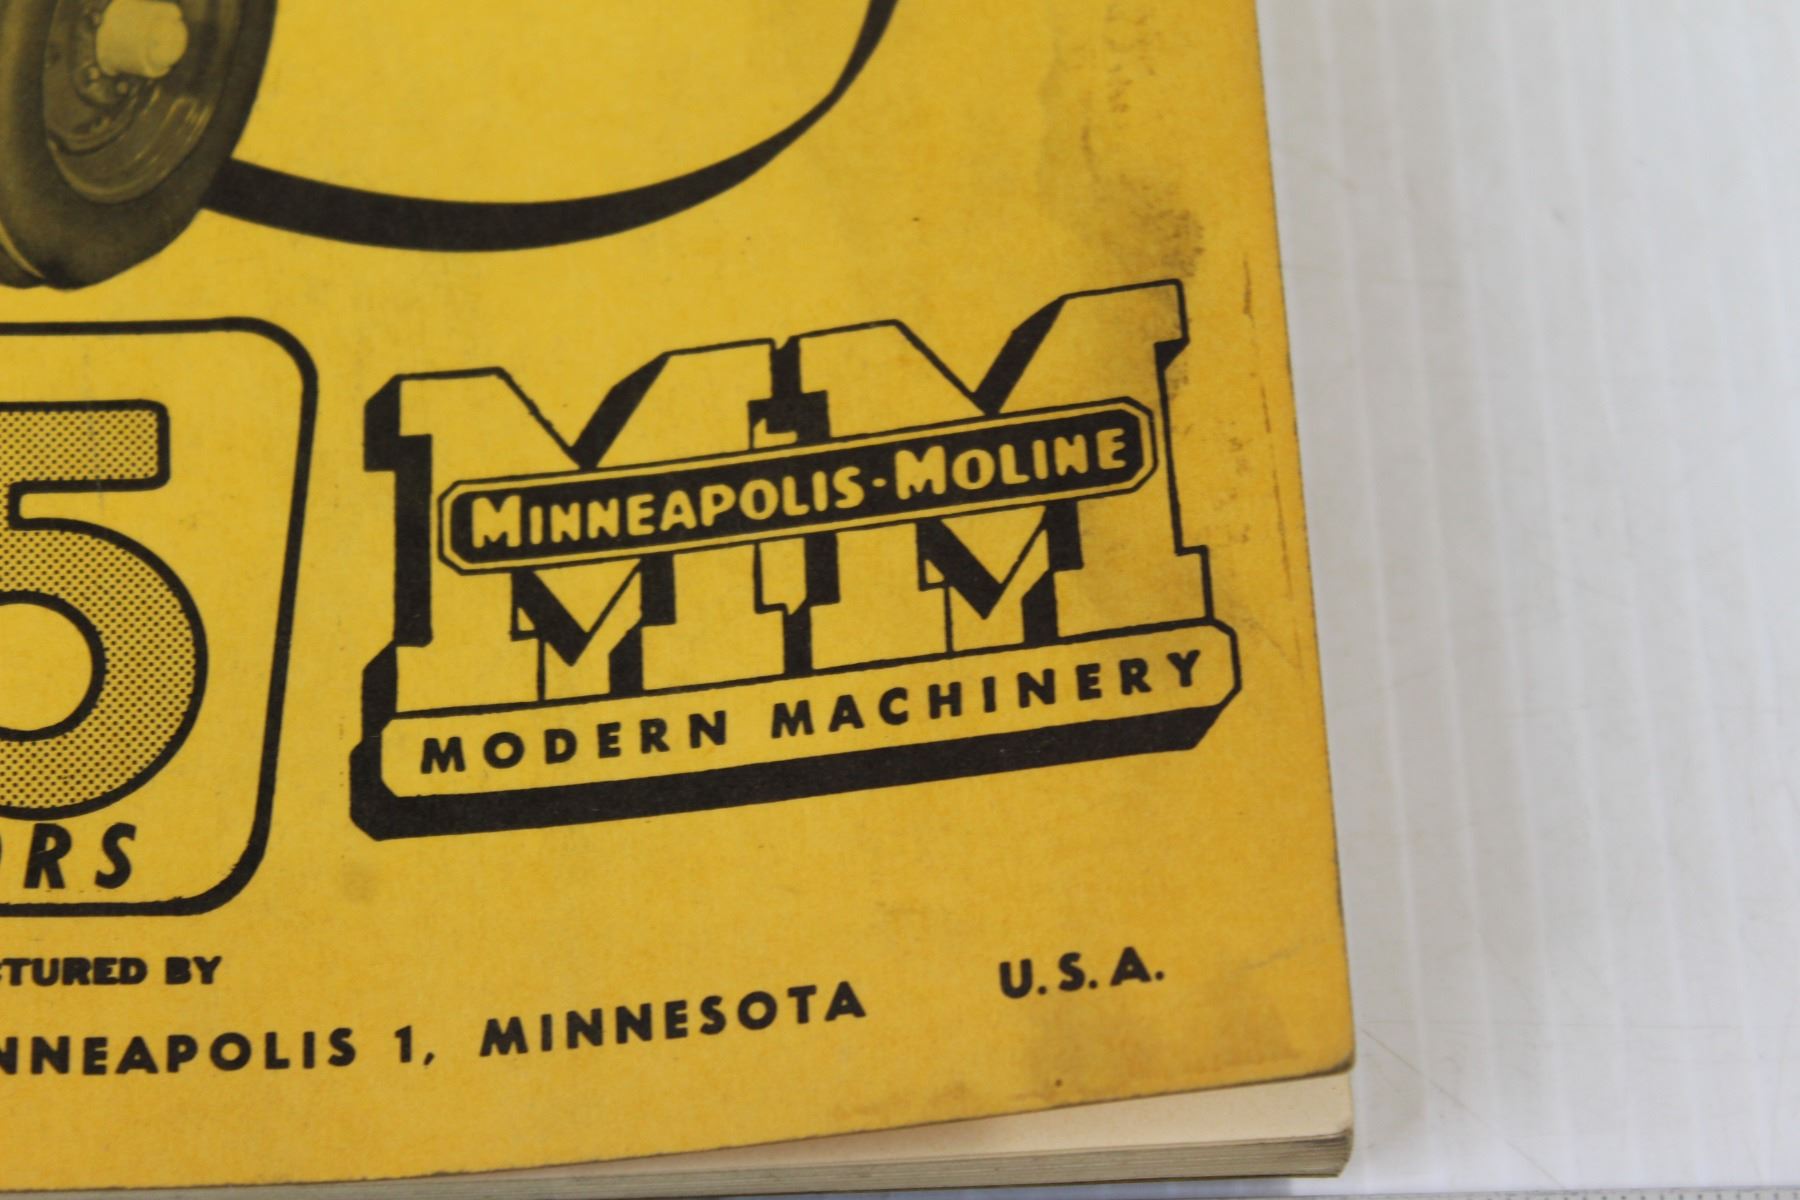 MM
MINNEAPOLIS-MOLINE
MODERN MACHINERY
5
ORS
CTURED BY
NNEAPOLIS 1, MINNESOTA U.S.A.